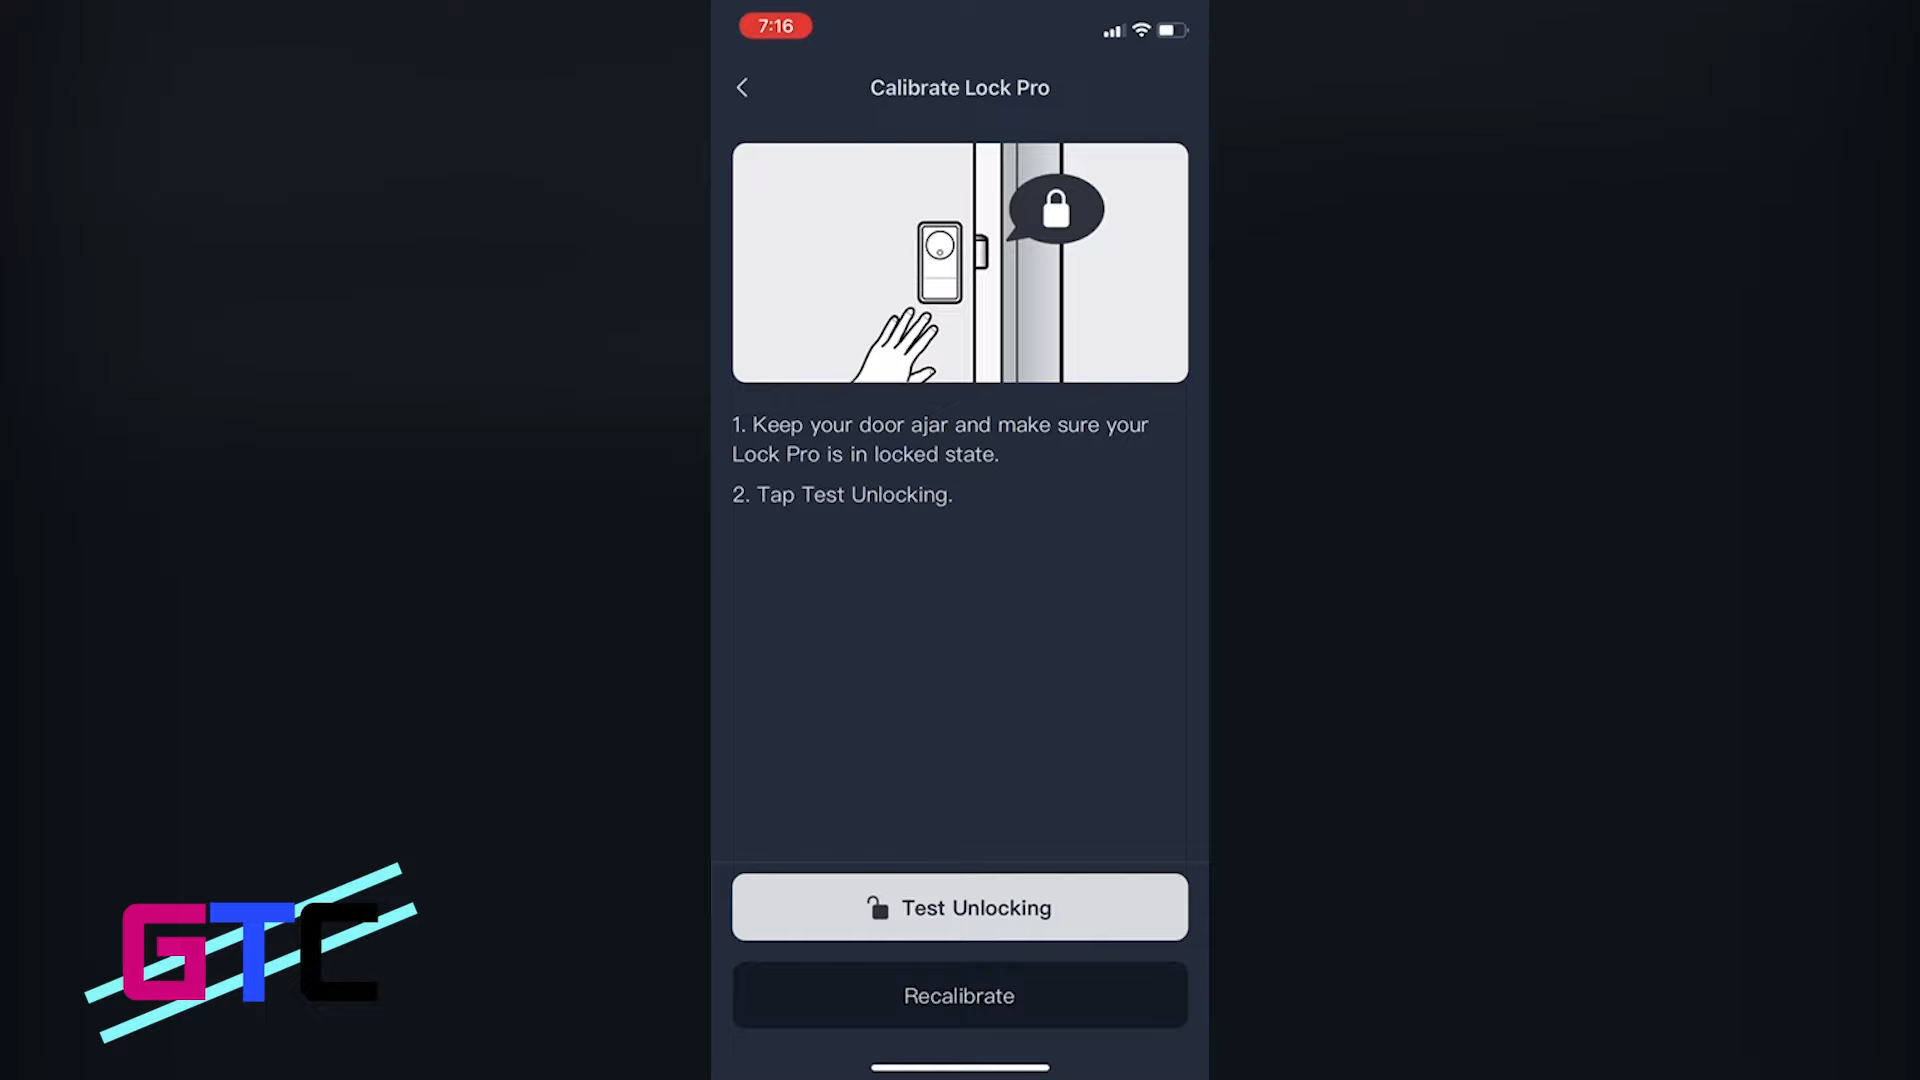 7:16
Calibrate Lock Pro
1. Keep your door ajar and make sure your
Lock Pro is in locked state.
2. Tap Test Unlocking.
Test Unlocking
Recalibrate
GTC